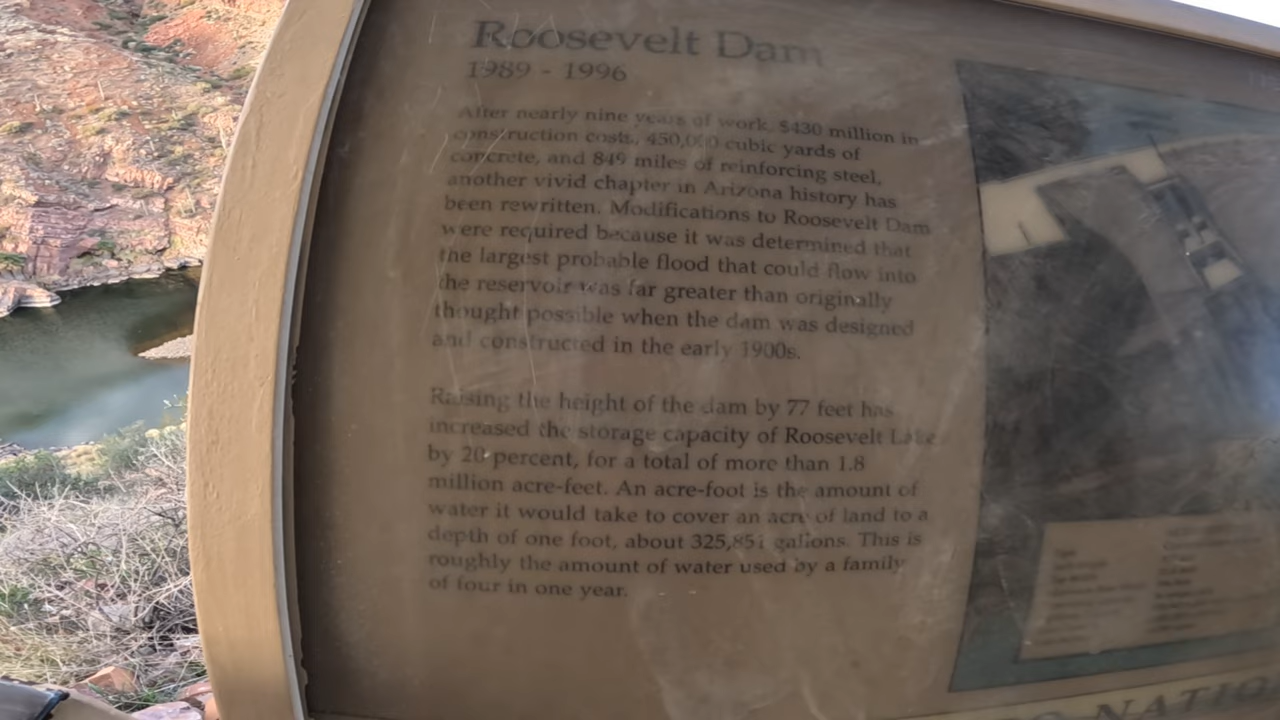 Roosevelt Dam
1989 - 1996
After nearly nine years of work, $430 million in
construction costs, 450,000 cubic yards of
concrete, and 849 miles of reinforcing steel,
another vivid chapter in Arizona history has
been rewritten. Modifications to Roosevelt Dam
were required because it was determined that
the largest probable flood that could flow into
the reservoir was far greater than originally
thought possible when the dam was designed
and constructed in the early 1900s.
Raising the height of the dam by 77 feet has
increased the storage capacity of Roosevelt Lake
by 20 percent, for a total of more than 1.8
million acre-feet. An acre-foot is the amount of
water it would take to cover an acre of land to a
depth of one foot, about 325,851 gallons. This is
roughly the amount of water used by a family
of four in one year.